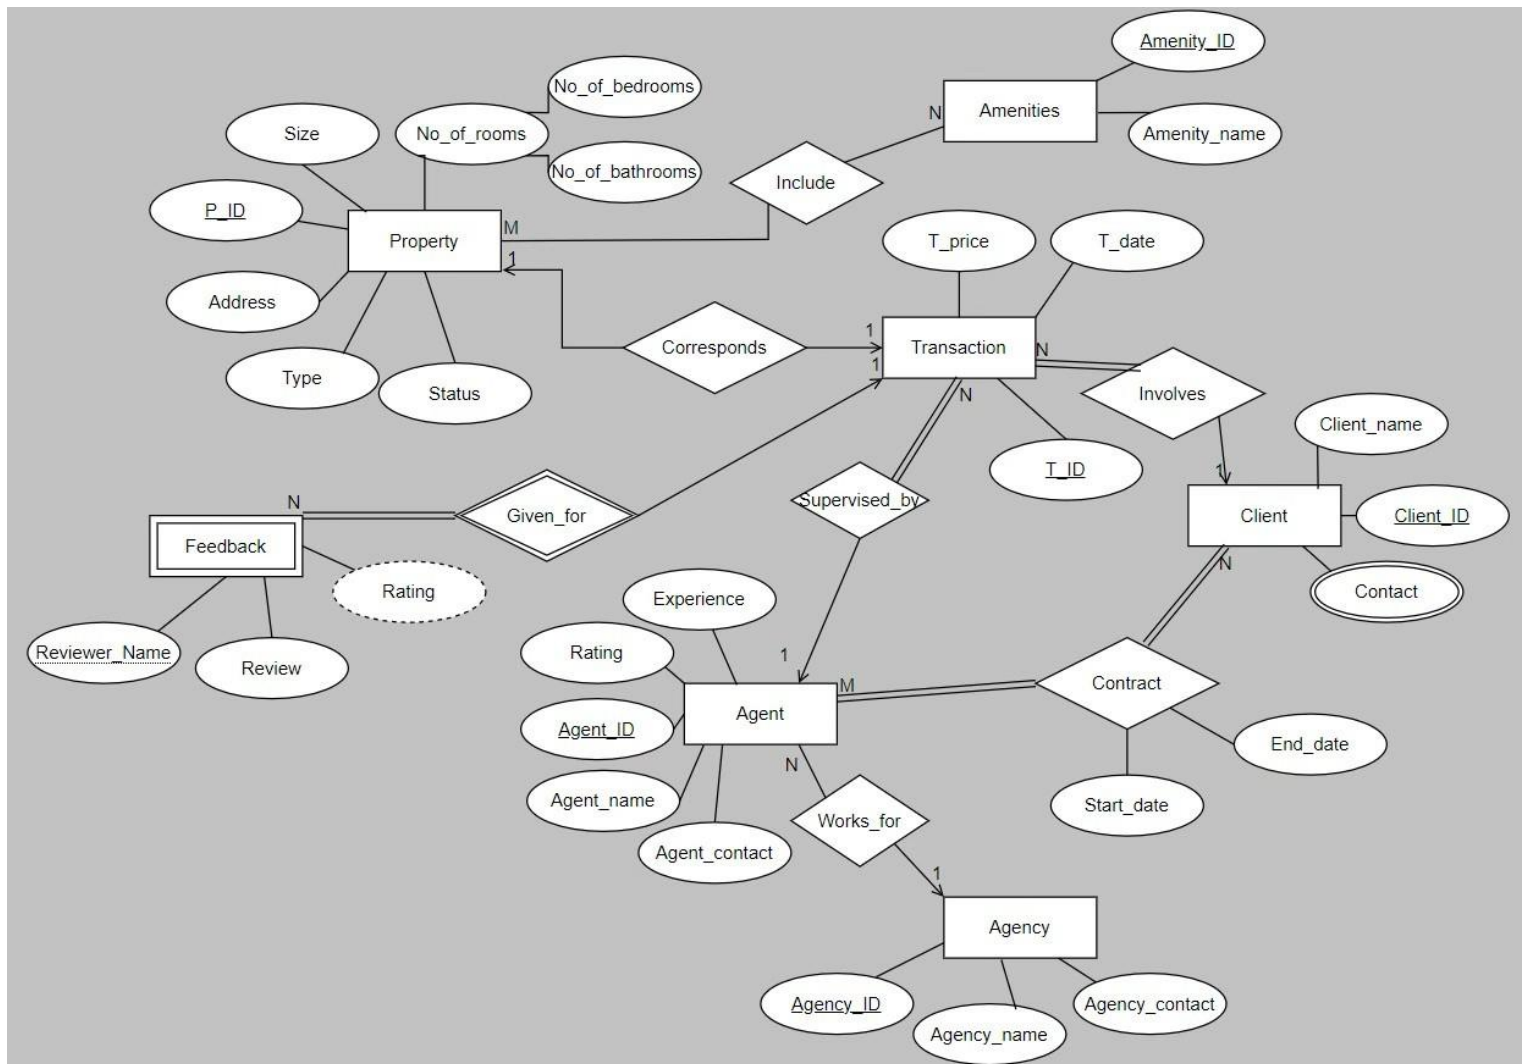 Amenity_ID
No_of_bedrooms
Amenities
N
Size
No_of_rooms
Amenity_name
No_of_bathrooms
Include
P_ID
M
Property
T_price
T_date
1
Address
Corresponds
1
Transaction
N
1
Type
Status
N
Involves
Client_name
T_ID
1
N
Supervised_by
Given_for
Client
Client_ID
Feedback
N
Rating
Experience
Contact
Reviewer_Name
Review
Rating
1
M
Contract
Agent
Agent_ID
End_date
N
Agent_name
Start_date
Works_for
Agent_contact
1
Agency
Agency_ID
Agency_contact
Agency_name